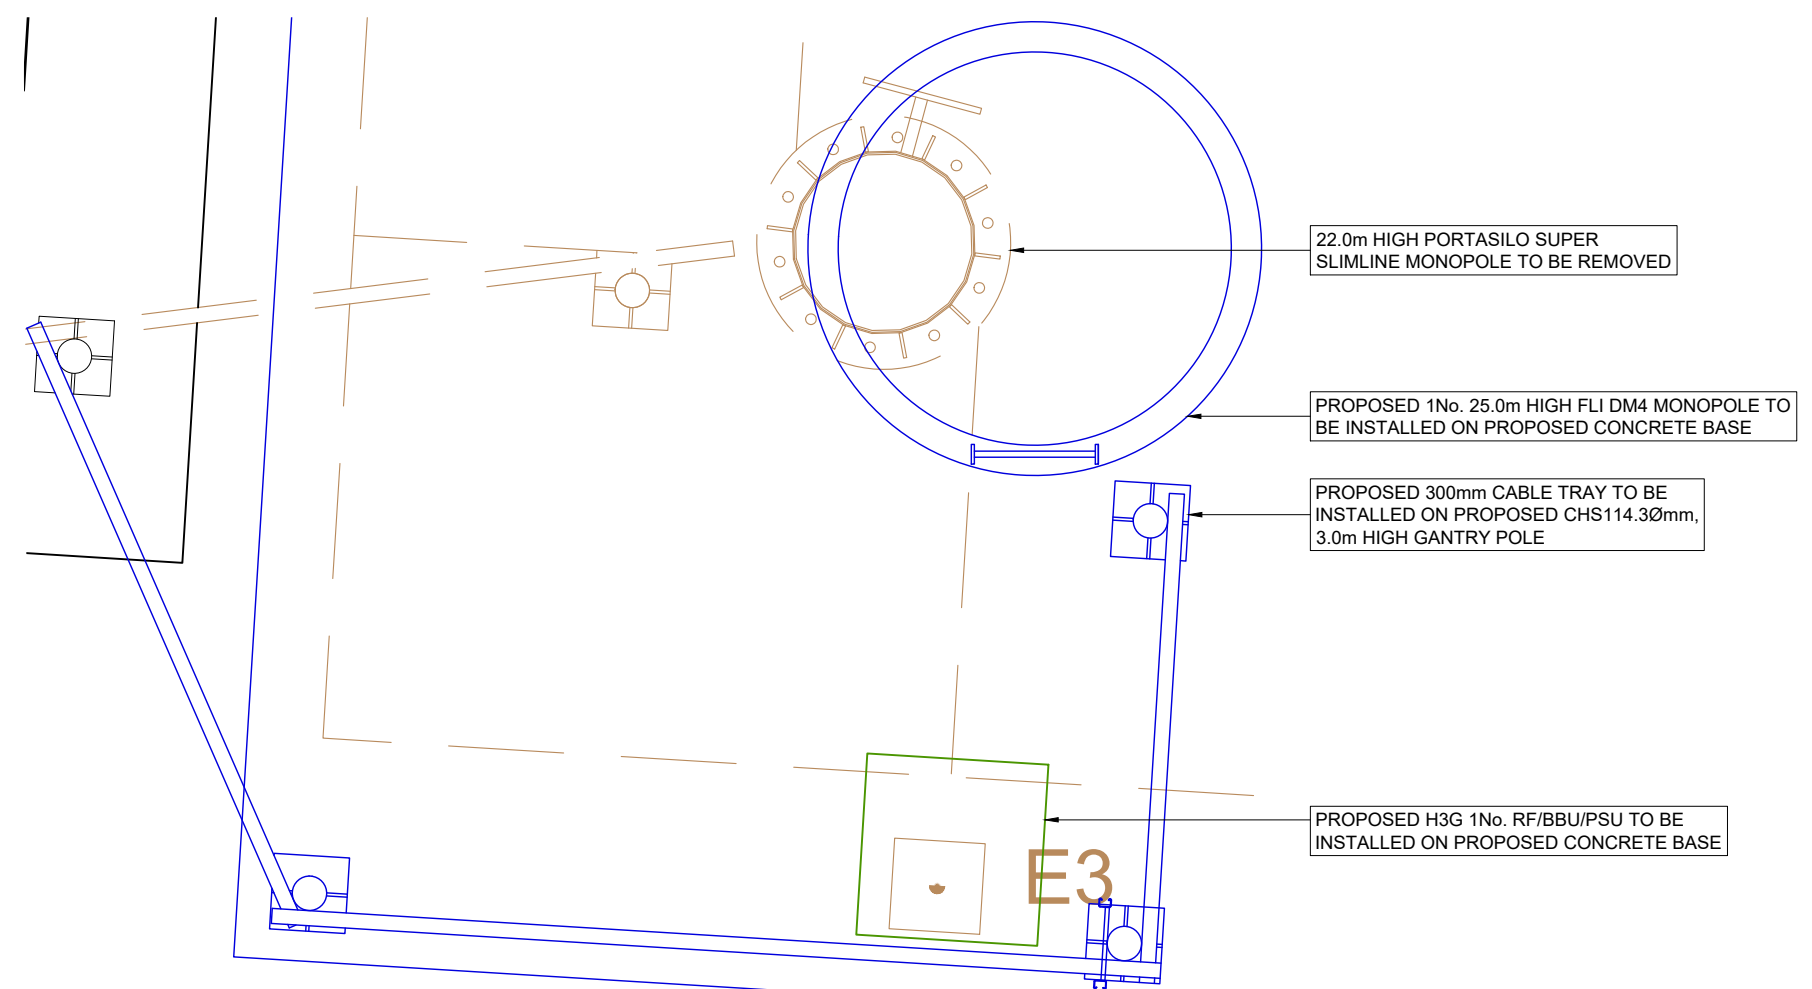 22.0m HIGH PORTASILO SUPER
SLIMLINE MONOPOLE TO BE REMOVED
PROPOSED 1No. 25.0m HIGH FLI DM4 MONOPOLE TO
BE INSTALLED ON PROPOSED CONCRETE BASE
PROPOSED 300mm CABLE TRAY TO BE
INSTALLED ON PROPOSED CHS114.3Ømm,
3.0m HIGH GANTRY POLE
PROPOSED H3G 1No. RF/BBU/PSU TO BE
INSTALLED ON PROPOSED CONCRETE BASE
E3